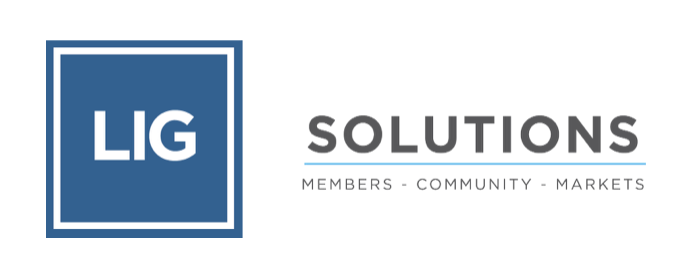 LIG
SOLUTIONS
MEMBERS - COMMUNITY - MARKETS